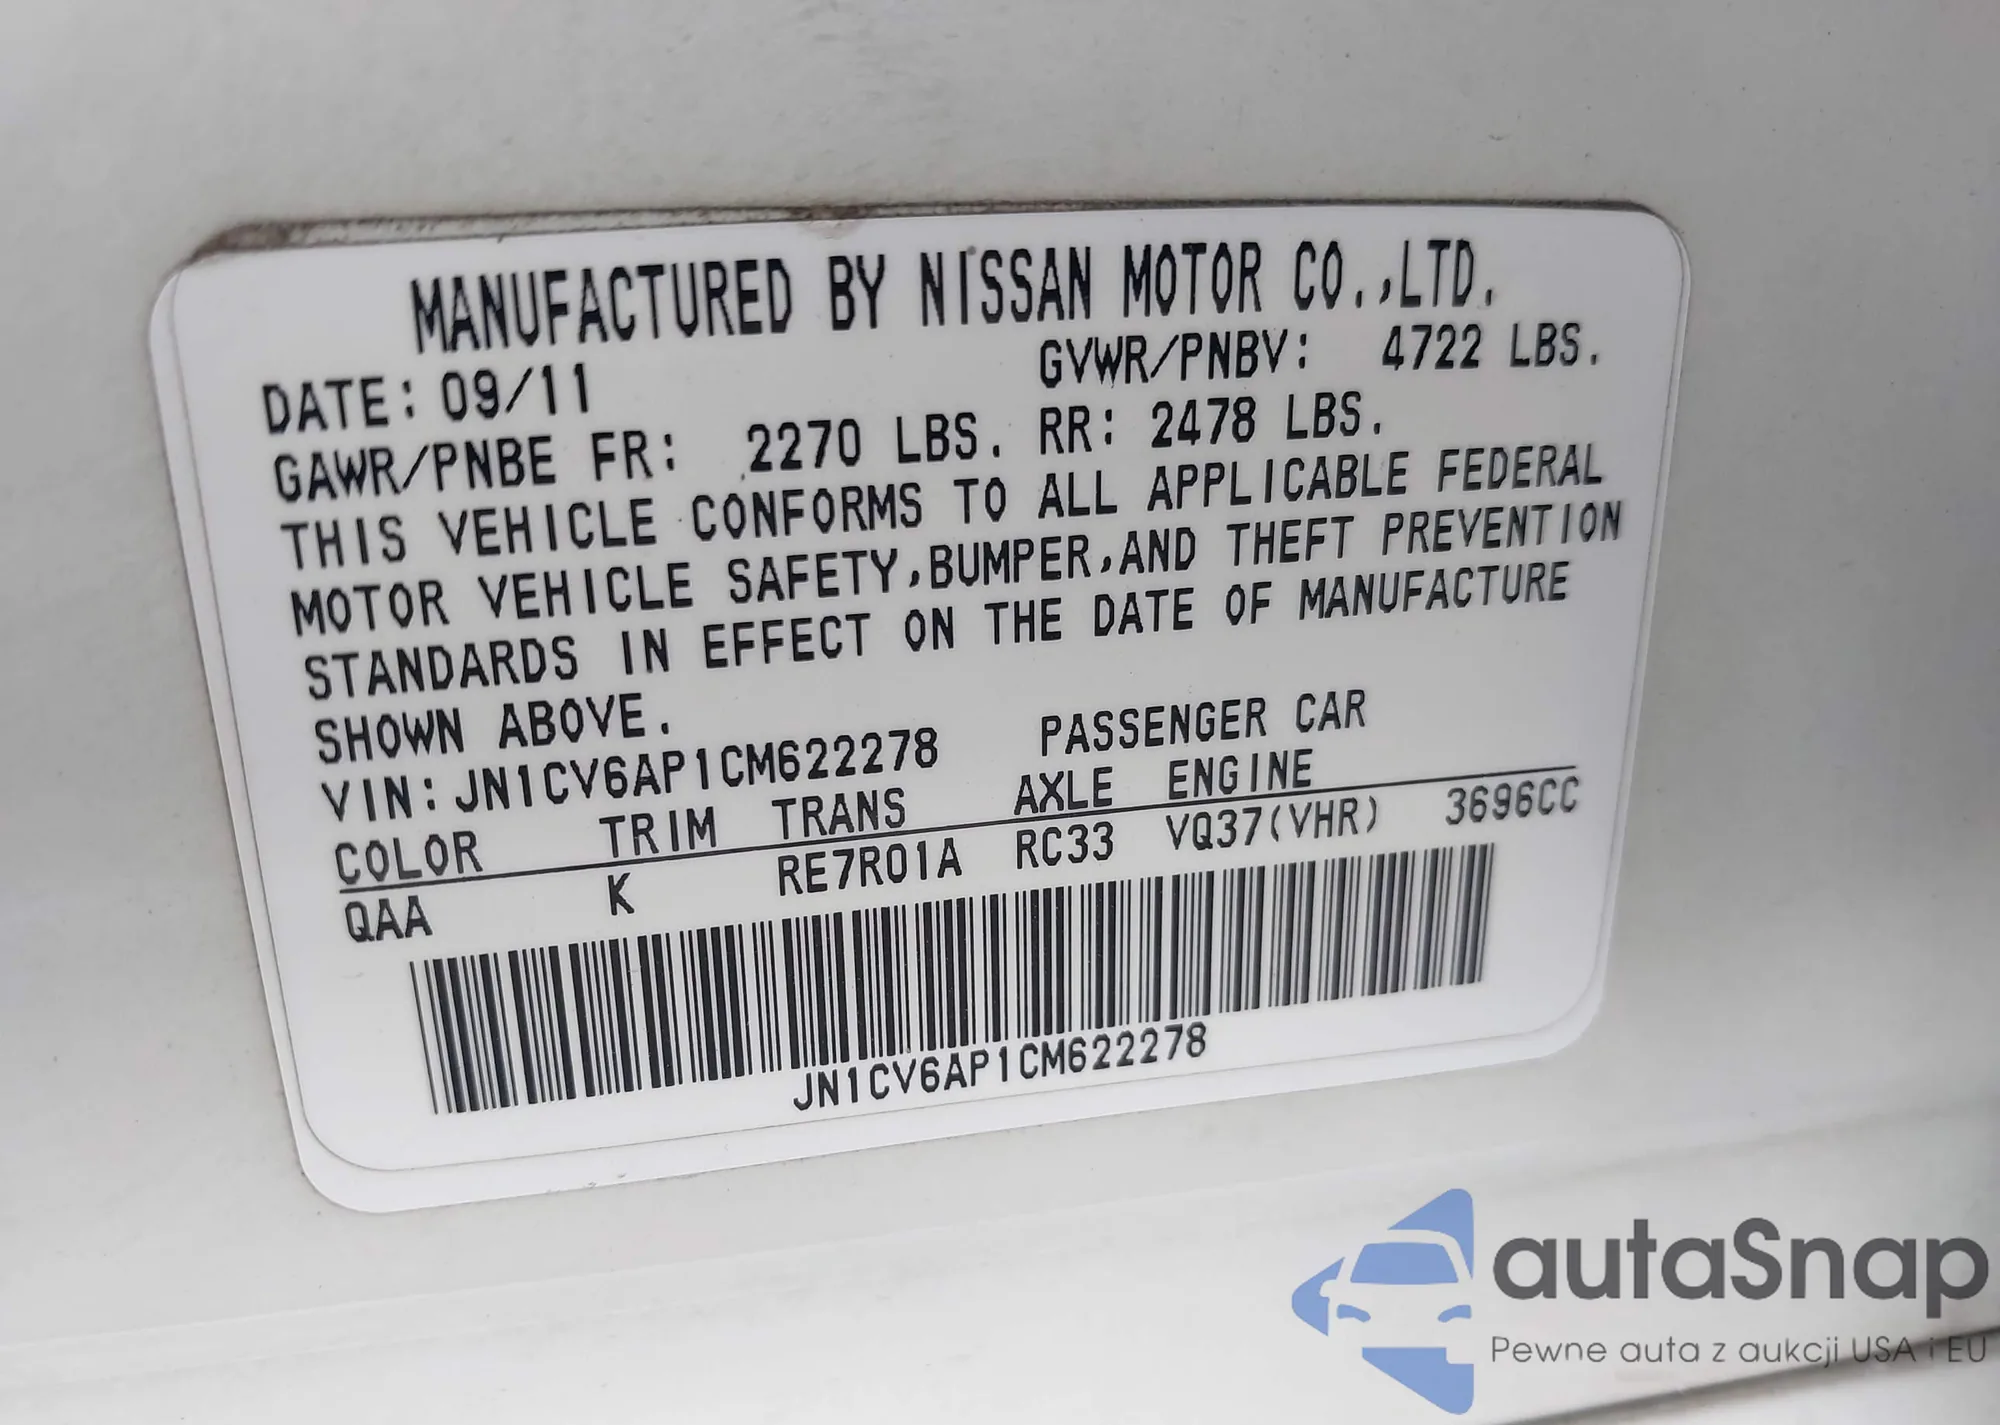 MANUFACTURED BY NISSAN MOTOR CO.,LTD.
DATE: 09/11 GVWR/PNBV: 4722 LBS.
GAWR/PNBE FR: 2270 LBS. RR: 2478 LBS.
THIS VEHICLE CONFORMS TO ALL APPLICABLE FEDERAL
MOTOR VEHICLE SAFETY,BUMPER,AND THEFT PREVENTION
STANDARDS IN EFFECT ON THE DATE OF MANUFACTURE
SHOWN ABOVE.
VIN:JN1CV6AP1CM622278 PASSENGER CAR
COLOR TRIM TRANS AXLE ENGINE
QAA K RE7R01A RC33 VQ37(VHR) 3696CC
JN1CV6AP1CM622278
autaSnap
Pewne auta z aukcji USA i EU